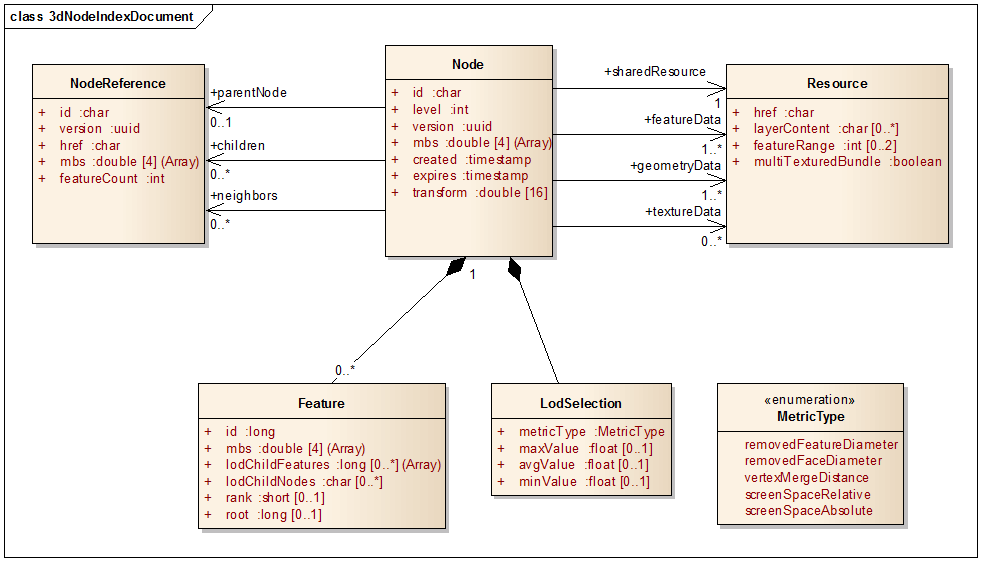 class 3dNodeIndexDocument
NodeReference
+ id :char
+ version :uuid
+ href :char
+ mbs :double [4] (Array)
+ featureCount :int
+parentNode
0..1
+children
0..*
+neighbors
0..*
Node
+ id :char
+ level :int
+ version :uuid
+ mbs :double [4] (Array)
+ created :timestamp
+ expires :timestamp
+ transform :double [16]
+sharedResource
1
+featureData
1..*
+geometryData
1..*
+textureData
0..*
Resource
+ href :char
+ layerContent :char [0..*]
+ featureRange :int [0..2]
+ multiTexturedBundle :boolean
1
0..*
Feature
+ id :long
+ mbs :double [4] (Array)
+ lodChildFeatures :long [0..*] (Array)
+ lodChildNodes :char [0..*]
+ rank :short [0..1]
+ root :long [0..1]
LodSelection
+ metricType :MetricType
+ maxValue :float [0..1]
+ avgValue :float [0..1]
+ minValue :float [0..1]
«enumeration»
MetricType
removedFeatureDiameter
removedFaceDiameter
vertexMergeDistance
screenSpaceRelative
screenSpaceAbsolute